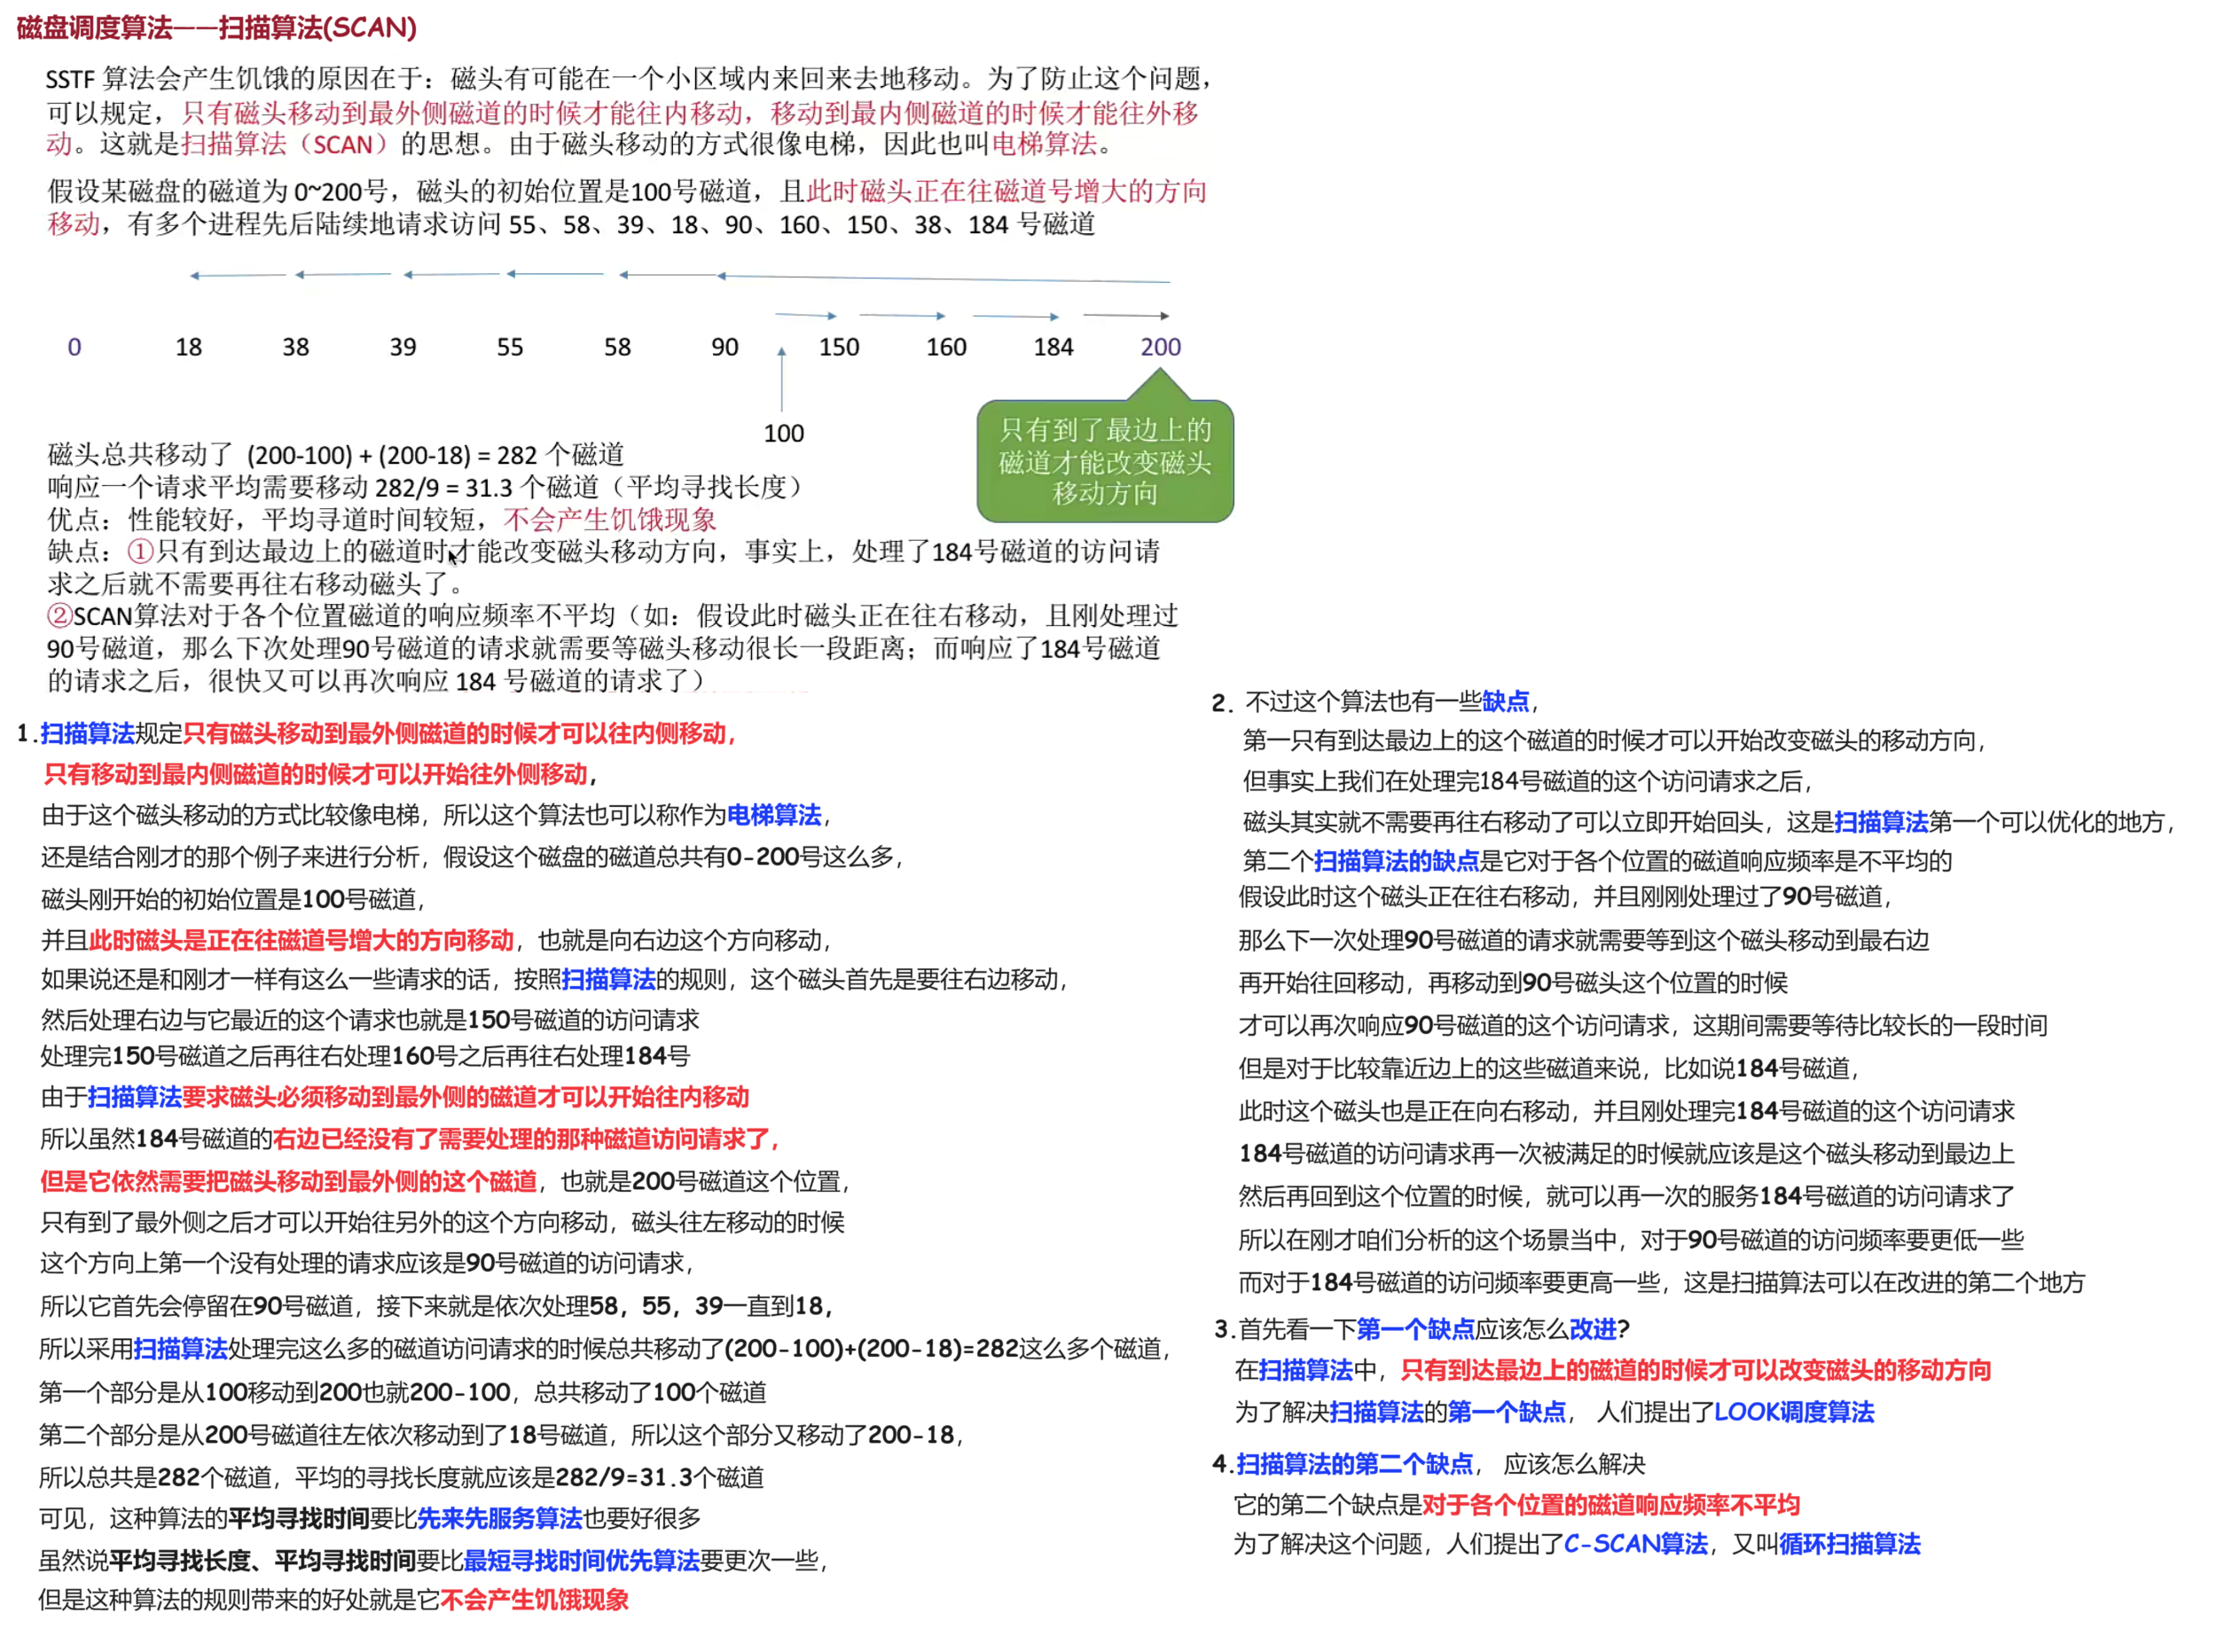 磁盘调度算法——扫描算法(SCAN)
SSTF 算法会产生饥饿的原因在于：磁头有可能在一个小区域内来回来去地移动。为了防止这个问题，
可以规定，只有磁头移动到最外侧磁道的时候才能往内移动，移动到最内侧磁道的时候才能往外移
动。这就是扫描算法（SCAN）的思想。由于磁头移动的方式很像电梯，因此也叫电梯算法。
假设某磁盘的磁道为 0~200号，磁头的初始位置是100号磁道，且此时磁头正在往磁道号增大的方向
移动，有多个进程先后陆续地请求访问 55、58、39、18、90、160、150、38、184 号磁道
0 18 38 39 55 58 90 150 160 184 200
100
只有到了最边上的
磁道才能改变磁头
移动方向
磁头总共移动了 (200-100) + (200-18) = 282 个磁道
响应一个请求平均需要移动 282/9 = 31.3 个磁道（平均寻找长度）
优点：性能较好，平均寻道时间较短，不会产生饥饿现象
缺点：①只有到达最边上的磁道时才能改变磁头移动方向，事实上，处理了184号磁道的访问请
求之后就不需要再往右移动磁头了。
②SCAN算法对于各个位置磁道的响应频率不平均（如：假设此时磁头正在往右移动，且刚处理过
90号磁道，那么下次处理90号磁道的请求就需要等磁头移动很长一段距离；而响应了184号磁道
的请求之后，很快又可以再次响应 184 号磁道的请求了）
1.扫描算法规定只有磁头移动到最外侧磁道的时候才可以往内侧移动，
只有移动到最内侧磁道的时候才可以开始往外侧移动，
由于这个磁头移动的方式比较像电梯，所以这个算法也可以称作为电梯算法，
还是结合刚才的那个例子来进行分析，假设这个磁盘的磁道总共有0-200号这么多，
磁头刚开始的初始位置是100号磁道，
并且此时磁头是正在往磁道号增大的方向移动，也就是向右边这个方向移动，
如果说还是和刚才一样有这么一些请求的话，按照扫描算法的规则，这个磁头首先是要往右边移动，
然后处理右边与它最近的这个请求也就是150号磁道的访问请求
处理完150号磁道之后再往右处理160号之后再往右处理184号
由于扫描算法要求磁头必须移动到最外侧的磁道才可以开始往内移动
所以虽然184号磁道的右边已经没有了需要处理的那种磁道访问请求了，
但是它依然需要把磁头移动到最外侧的这个磁道，也就是200号磁道这个位置，
只有到了最外侧之后才可以开始往另外的这个方向移动，磁头往左移动的时候
这个方向上第一个没有处理的请求应该是90号磁道的访问请求，
所以它首先会停留在90号磁道，接下来就是依次处理58，55，39一直到18，
所以采用扫描算法处理完这么多的磁道访问请求的时候总共移动了(200-100)+(200-18)=282这么多个磁道，
第一个部分是从100移动到200也就200-100，总共移动了100个磁道
第二个部分是从200号磁道往左依次移动到了18号磁道，所以这个部分又移动了200-18，
所以总共是282个磁道，平均的寻找长度就应该是282/9=31.3个磁道
可见，这种算法的平均寻找时间要比先来先服务算法也要好很多
虽然说平均寻找长度、平均寻找时间要比最短寻找时间优先算法要更次一些，
但是这种算法的规则带来的好处就是它不会产生饥饿现象
2. 不过这个算法也有一些缺点，
第一只有到达最边上的这个磁道的时候才可以开始改变磁头的移动方向，
但事实上我们在处理完184号磁道的这个访问请求之后，
磁头其实就不需要再往右移动了可以立即开始回头，这是扫描算法第一个可以优化的地方，
第二个扫描算法的缺点是它对于各个位置的磁道响应频率是不平均的
假设此时这个磁头正在往右移动，并且刚刚处理过了90号磁道，
那么下一次处理90号磁道的请求就需要等到这个磁头移动到最右边
再开始往回移动，再移动到90号磁头这个位置的时候
才可以再次响应90号磁道的这个访问请求，这期间需要等待比较长的一段时间
但是对于比较靠近边上的这些磁道来说，比如说184号磁道，
此时这个磁头也是正在向右移动，并且刚处理完184号磁道的这个访问请求
184号磁道的访问请求再一次被满足的时候就应该是这个磁头移动到最边上
然后再回到这个位置的时候，就可以再一次的服务184号磁道的访问请求了
所以在刚才咱们分析的这个场景当中，对于90号磁道的访问频率要更低一些
而对于184号磁道的访问频率要更高一些，这是扫描算法可以在改进的第二个地方
3.首先看一下第一个缺点应该怎么改进?
在扫描算法中，只有到达最边上的磁道的时候才可以改变磁头的移动方向
为了解决扫描算法的第一个缺点， 人们提出了LOOK调度算法
4.扫描算法的第二个缺点， 应该怎么解决
它的第二个缺点是对于各个位置的磁道响应频率不平均
为了解决这个问题，人们提出了C-SCAN算法，又叫循环扫描算法